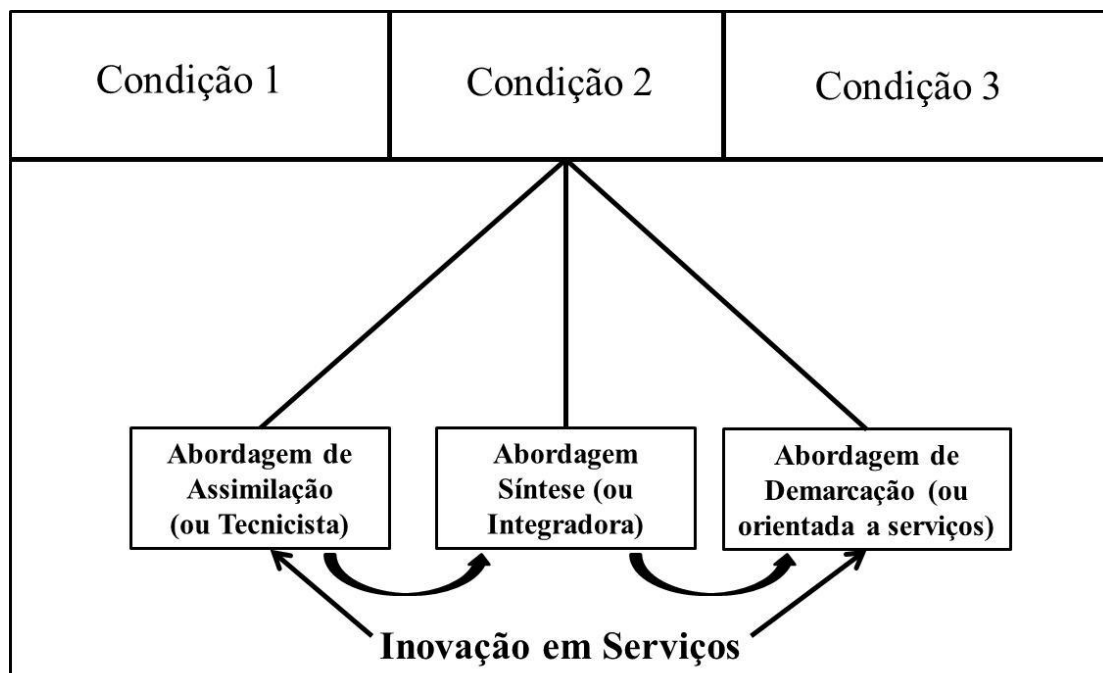 Condição 1
Condição 2
Condição 3
Abordagem de
Assimilação
(ou Tecnicista)
Abordagem
Síntese (ou
Integradora)
Abordagem de
Demarcação (ou
orientada a serviços)
Inovação em Serviços